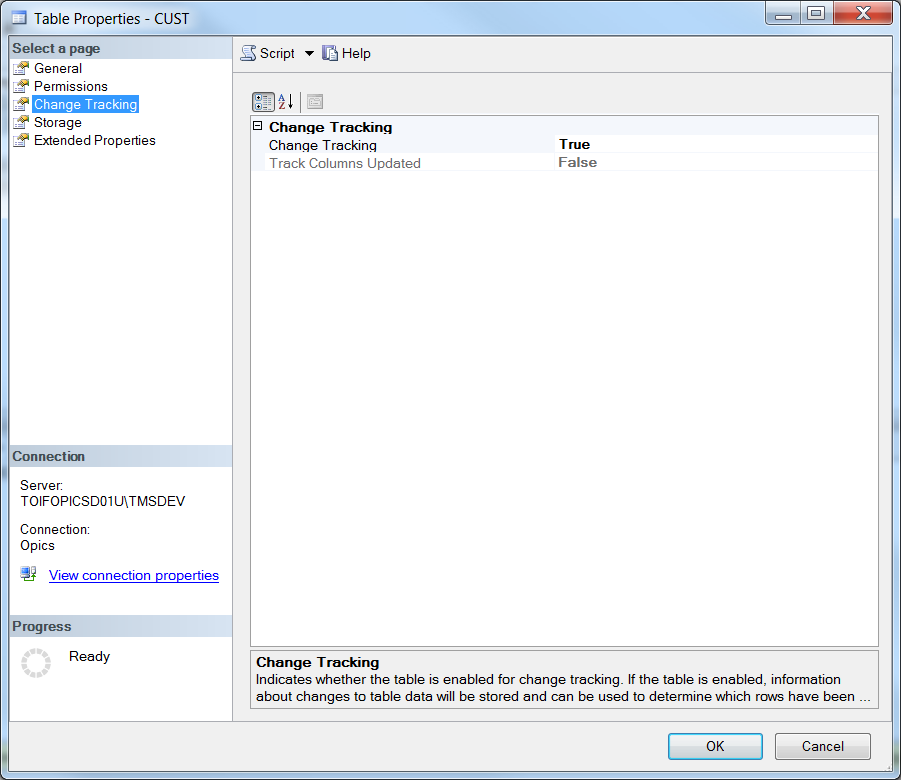 Table Properties - CUST
Select a page
General
Permissions
Change Tracking
Storage
Extended Properties
Connection
Server:
TOIFOPICSD01U\TMSDEV
Connection:
Opics
View connection properties
Progress
Ready
Script
Help
Change Tracking
Change Tracking True
Track Columns Updated False
Change Tracking
Indicates whether the table is enabled for change tracking. If the table is enabled, information
about changes to table data will be stored and can be used to determine which rows have been ...
OK
Cancel